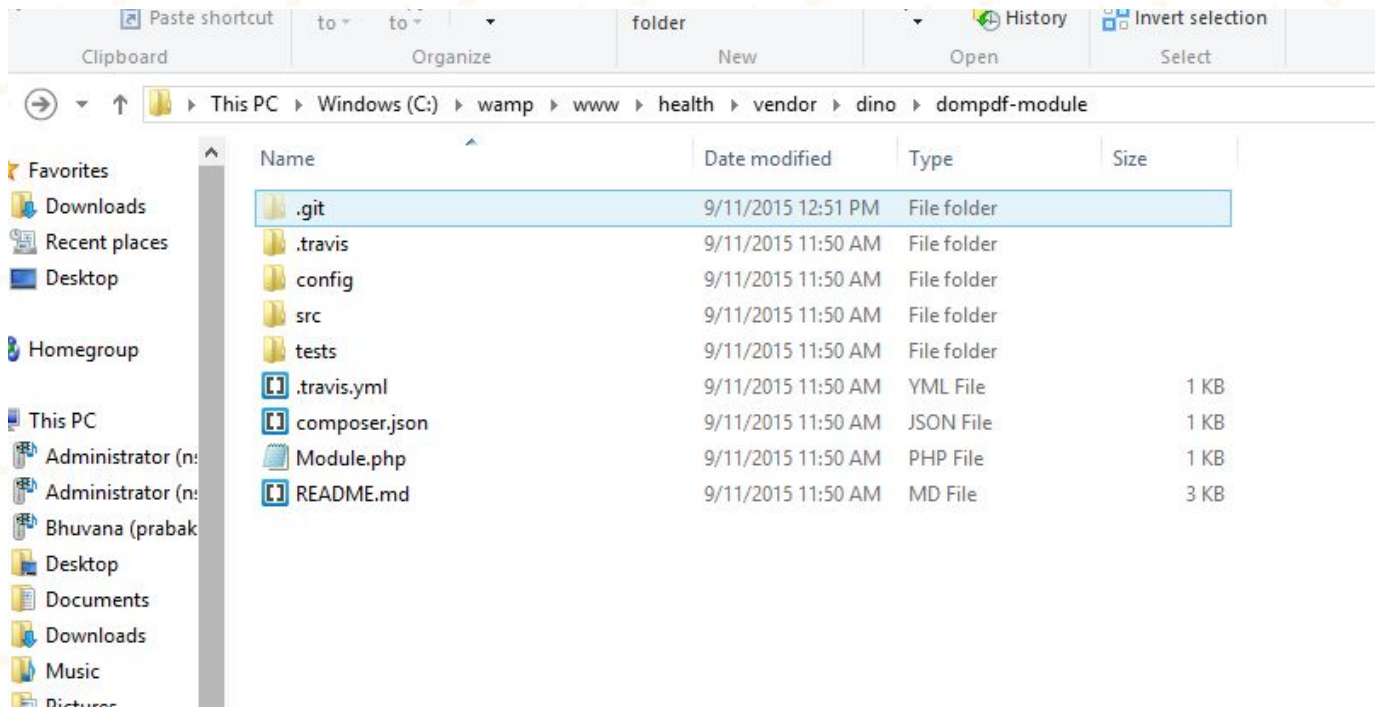 Paste shortcut
to
to
folder
History
Invert selection
Clipboard
Organize
New
Open
Select
This PC
Windows (C:)
wamp
www
health
vendor
dino
dompdf-module
Name
Date modified
Type
Size
Favorites
Downloads
Recent places
Desktop
Homegroup
This PC
Administrator (n
Administrator (n
Bhuvana (prabak
Desktop
Documents
Downloads
Music
Pictures
.git 9/11/2015 12:51 PM File folder
.travis 9/11/2015 11:50 AM File folder
config 9/11/2015 11:50 AM File folder
src 9/11/2015 11:50 AM File folder
tests 9/11/2015 11:50 AM File folder
.travis.yml 9/11/2015 11:50 AM YML File 1 KB
composer.json 9/11/2015 11:50 AM JSON File 1 KB
Module.php 9/11/2015 11:50 AM PHP File 1 KB
README.md 9/11/2015 11:50 AM MD File 3 KB